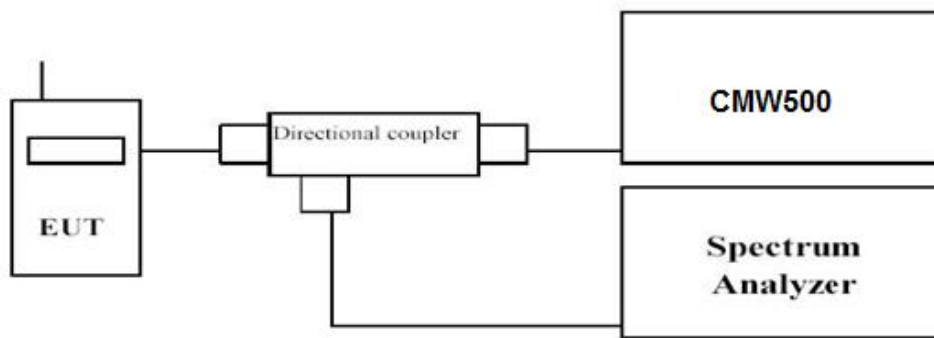 CMW500
Directional coupler
EUT
Spectrum
Analyzer